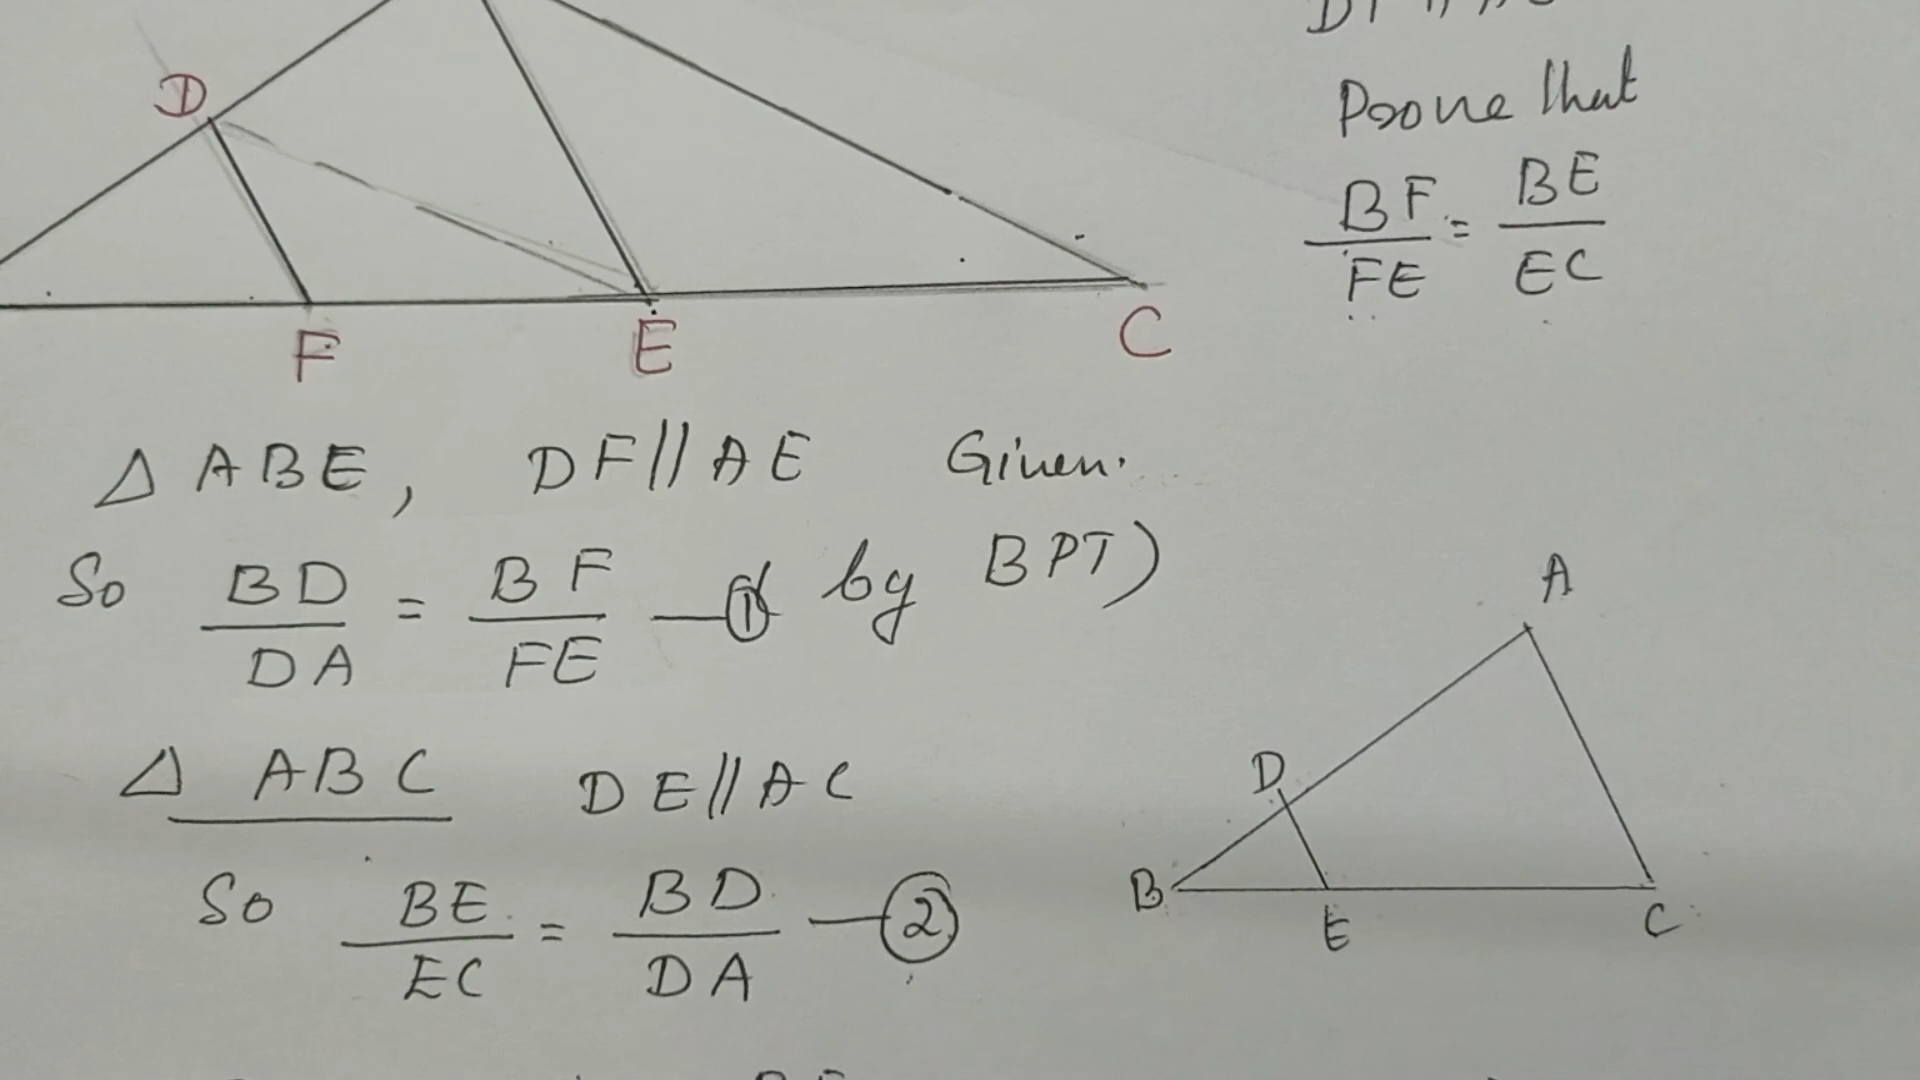 Prove that
BF/FE = BE/EC
D
F
E
C
△ ABE, DF//AE Given.
So BD/DA = BF/FE —① by BPT)
△ ABC DE//AC
So BE/EC = BD/DA —②
A
D
B
E
C